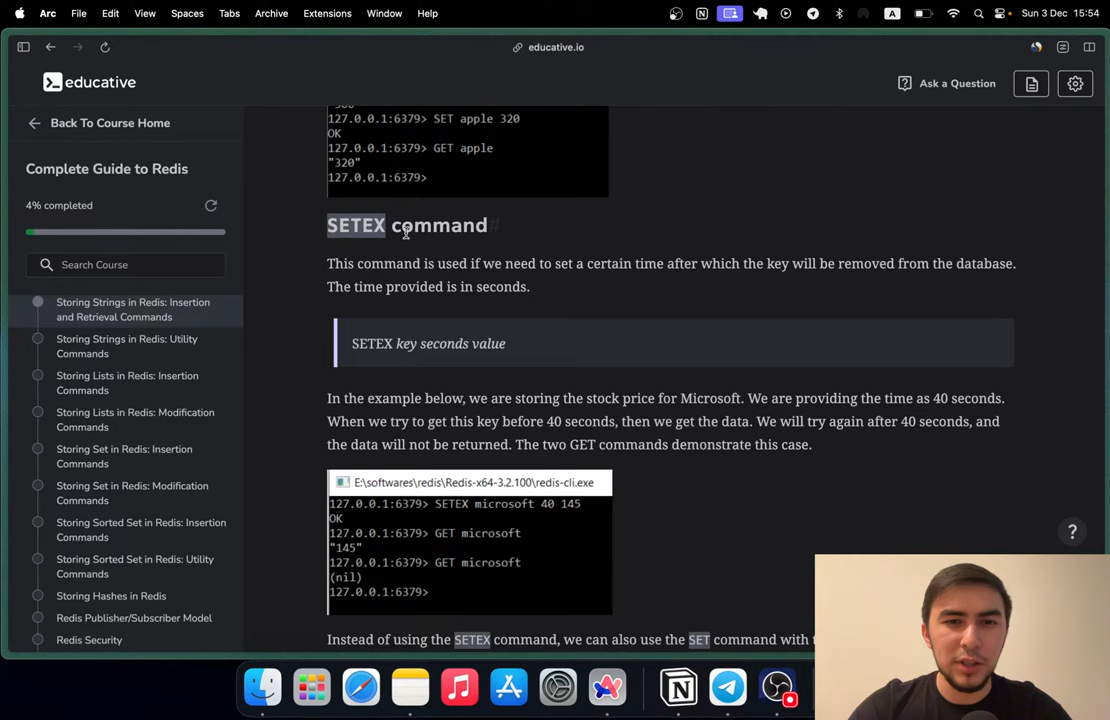 Arc File Edit View Spaces Tabs Archive Extensions Window Help A Sun 3 Dec 15:54
educative.io
educative
Ask a Question
Back To Course Home
Complete Guide to Redis
4% completed
Search Course
Storing Strings in Redis: Insertion
and Retrieval Commands
Storing Strings in Redis: Utility
Commands
Storing Lists in Redis: Insertion
Commands
Storing Lists in Redis: Modification
Commands
Storing Set in Redis: Insertion
Commands
Storing Set in Redis: Modification
Commands
Storing Sorted Set in Redis: Insertion
Commands
Storing Sorted Set in Redis: Utility
Commands
Storing Hashes in Redis
Redis Publisher/Subscriber Model
Redis Security
127.0.0.1:6379> SET apple 320
OK
127.0.0.1:6379> GET apple
"320"
127.0.0.1:6379>
SETEX command#
This command is used if we need to set a certain time after which the key will be removed from the database.
The time provided is in seconds.
SETEX key seconds value
In the example below, we are storing the stock price for Microsoft. We are providing the time as 40 seconds.
When we try to get this key before 40 seconds, then we get the data. We will try again after 40 seconds, and
the data will not be returned. The two GET commands demonstrate this case.
E:\softwares\redis\Redis-x64-3.2.100\redis-cli.exe
127.0.0.1:6379> SETEX microsoft 40 145
OK
127.0.0.1:6379> GET microsoft
"145"
127.0.0.1:6379> GET microsoft
(nil)
127.0.0.1:6379>
Instead of using the SETEX command, we can also use the SET command with
?